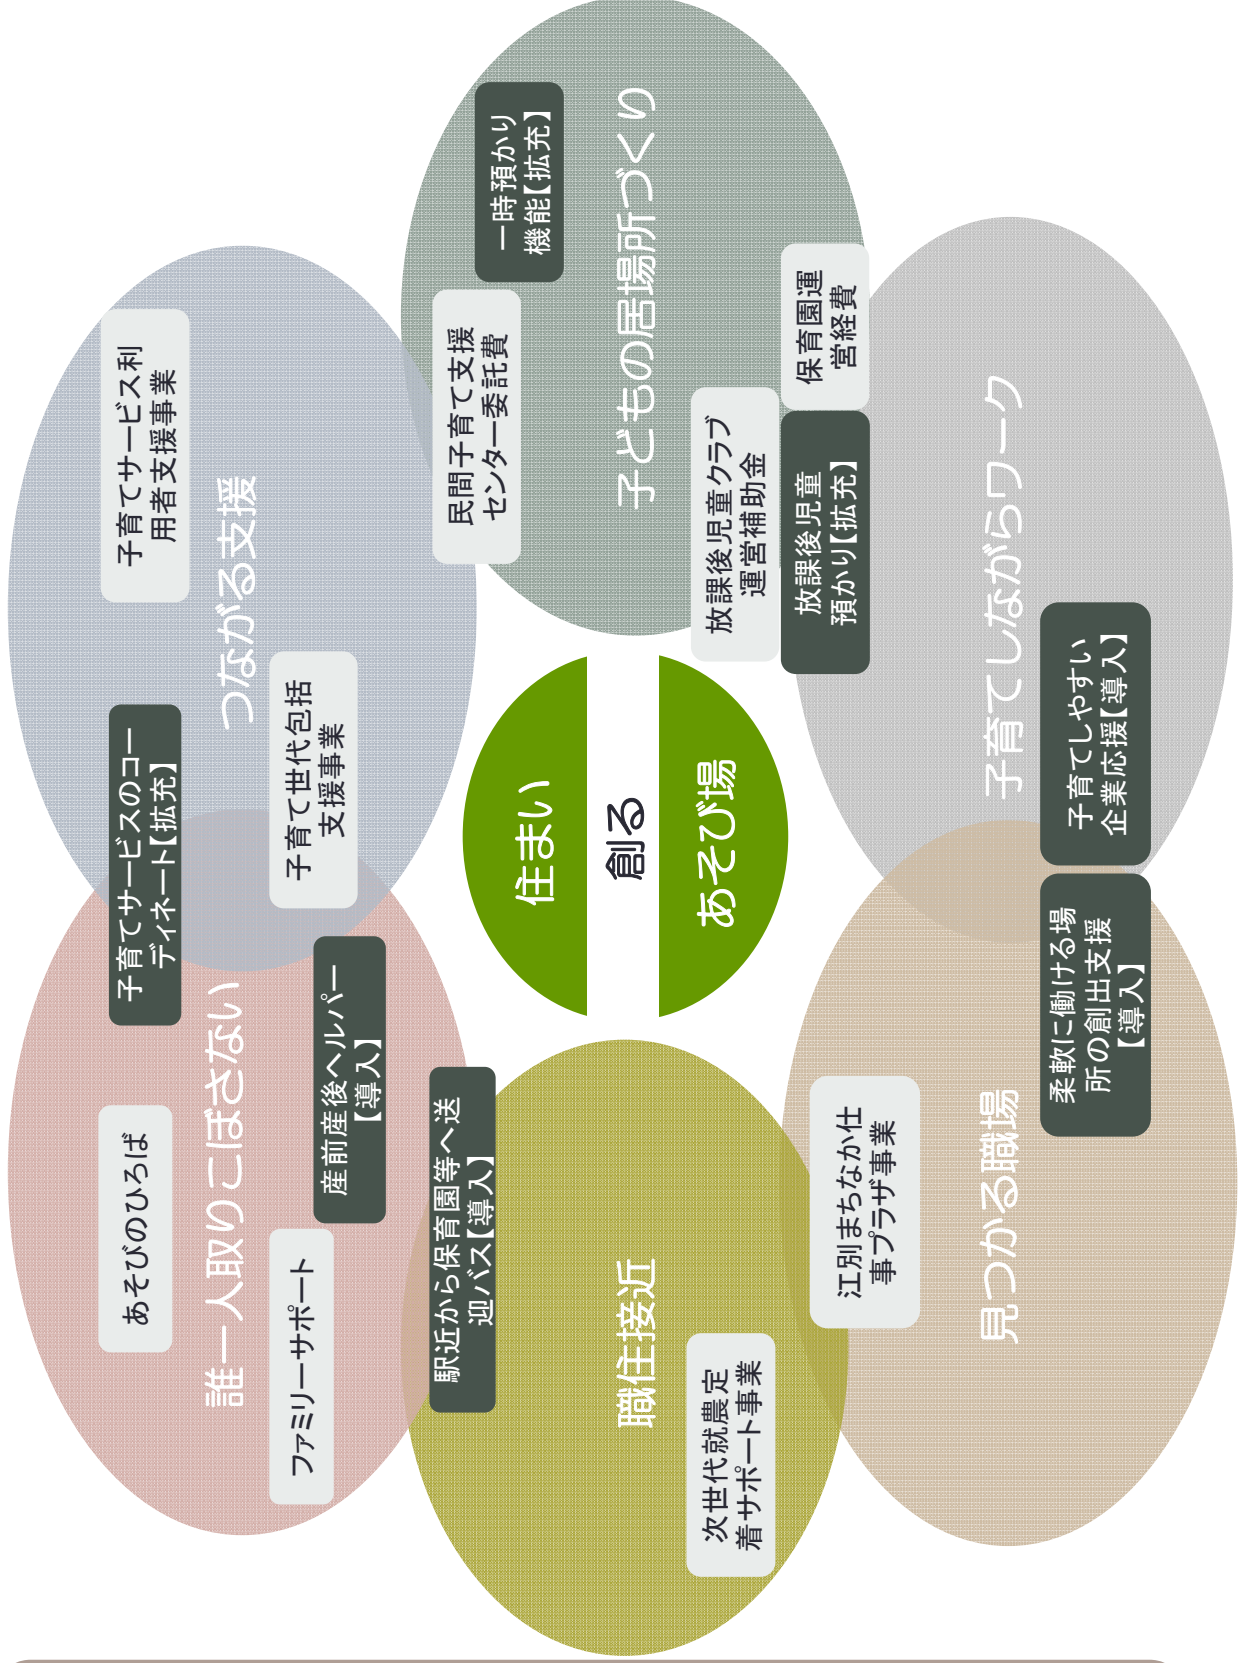 誰一人取りこぼさない
あそびのひろば
ファミリーサポート
産前産後ヘルパー
【導入】
子育てサービスのコー
ディネート【拡充】
つながる支援
子育てサービス利
用者支援事業
子育て世代包括
支援事業
駅近から保育園等へ送
迎バス【導入】
職住接近
次世代就農定
着サポート事業
住まい
創る
あそび場
民間子育て支援
センター委託費
一時預かり
機能【拡充】
子どもの居場所づくり
放課後児童クラブ
運営補助金
放課後児童
預かり【拡充】
保育園運
営経費
江別まちなか仕
事プラザ事業
見つかる職場
柔軟に働ける場
所の創出支援
【導入】
子育てしながらワーク
子育てしやすい
企業応援【導入】